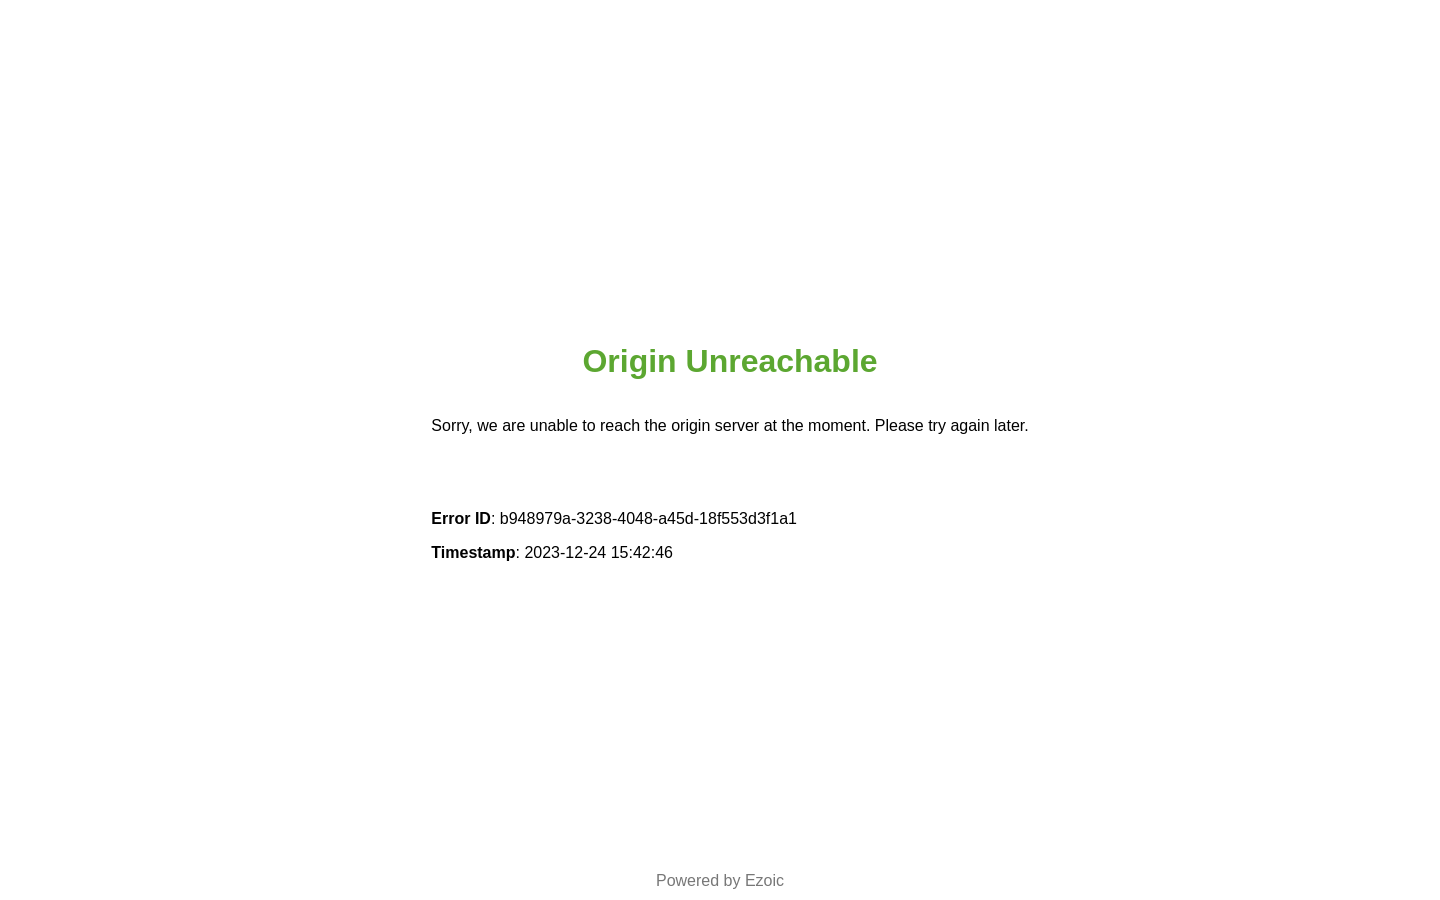 Origin Unreachable
Sorry, we are unable to reach the origin server at the moment. Please try again later.
Error ID: b948979a-3238-4048-a45d-18f553d3f1a1
Timestamp: 2023-12-24 15:42:46
Powered by Ezoic